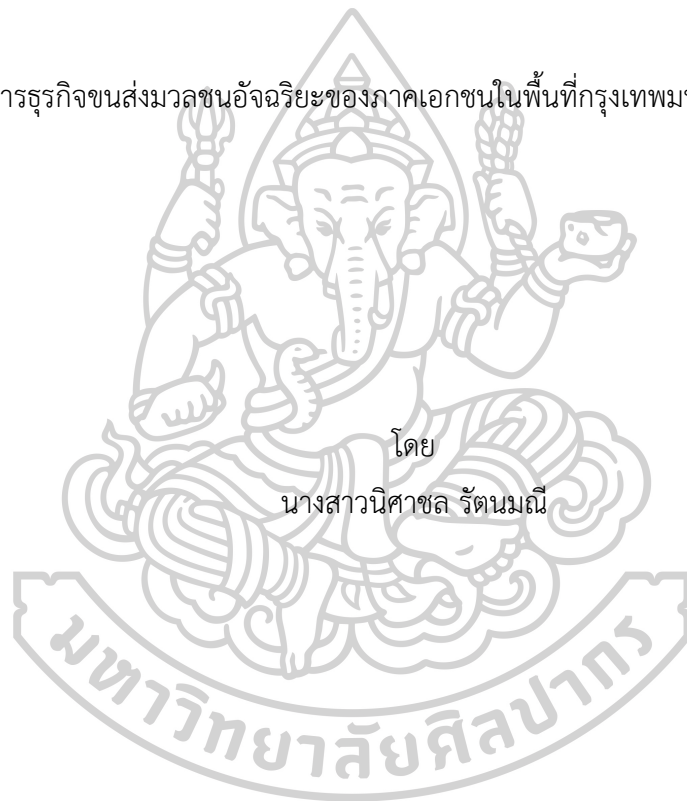 ารธุรกิจขนส่งมวลชนอัจฉริยะของภาคเอกชนในพื้นที่กรุงเทพม
โดย
นางสาวนิศาชล รัตนมณี
มหาวิทยาลัยศิลปากร